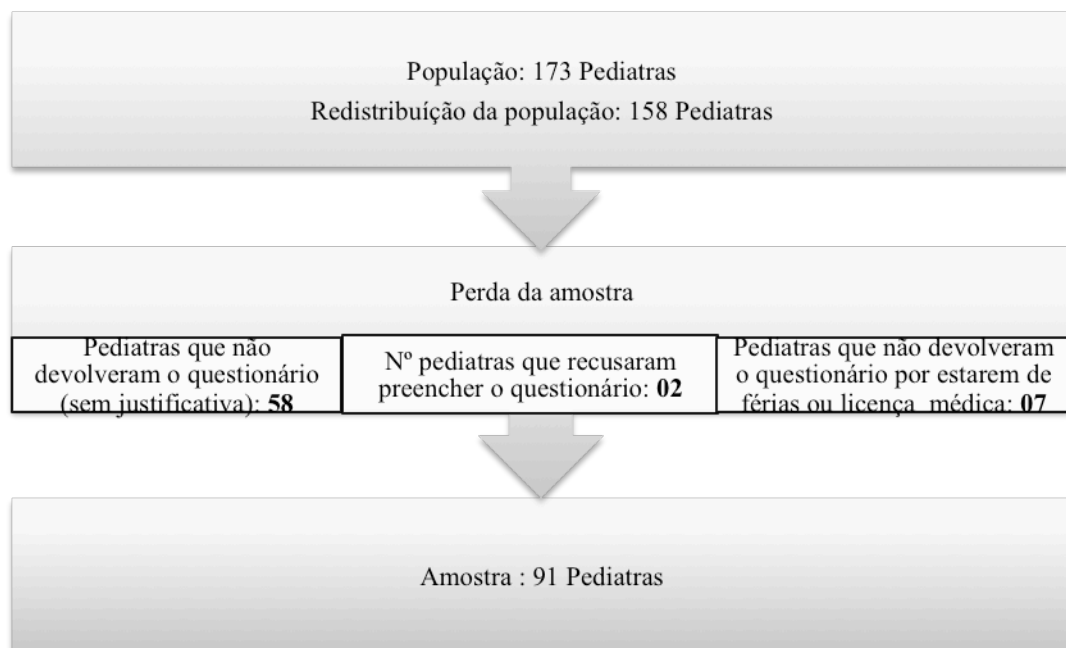 População: 173 Pediatras
Redistribuíção da população: 158 Pediatras
Perda da amostra
Pediatras que não
devolveram o questionário
(sem justificativa): 58
Nº pediatras que recusaram
preencher o questionário: 02
Pediatras que não devolveram
o questionário por estarem de
férias ou licença médica: 07
Amostra : 91 Pediatras